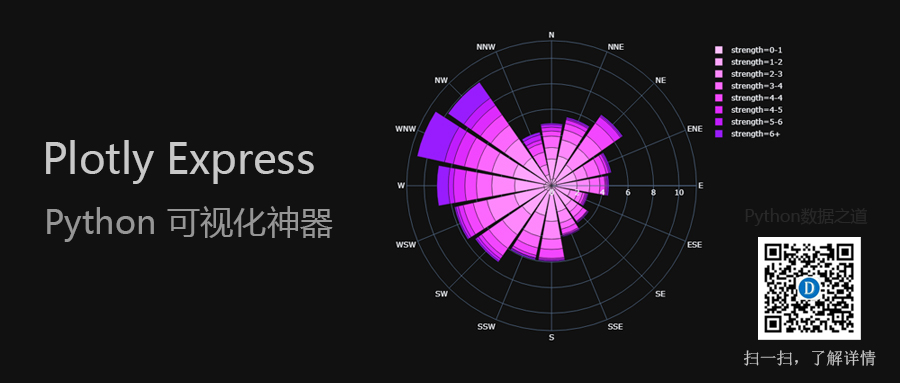 Plotly Express
Python 可视化神器
N
NNE
NE
ENE
E
ESE
SE
SSE
S
SSW
SW
WSW
W
WNW
NW
NNW
4
6
8
10
strength=0-1
strength=1-2
strength=2-3
strength=3-4
strength=4-4
strength=4-5
strength=5-6
strength=6+
Python数据之道
D
扫一扫，了解详情